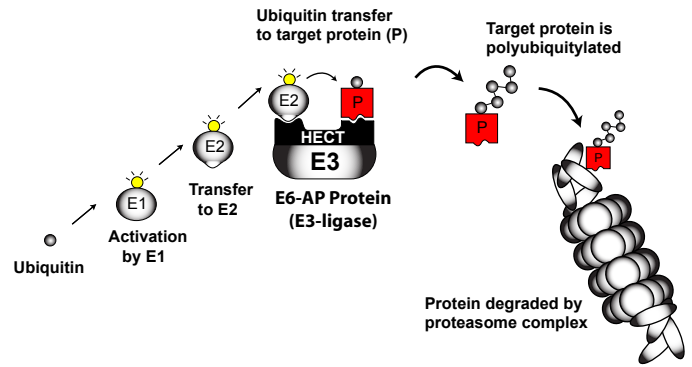 Ubiquitin
E1
Activation
by E1
E2
Transfer
to E2
Ubiquitin transfer
to target protein (P)
E2
P
HECT
E3
E6-AP Protein
(E3-ligase)
Target protein is
polyubiquitylated
P
P
Protein degraded by
proteasome complex